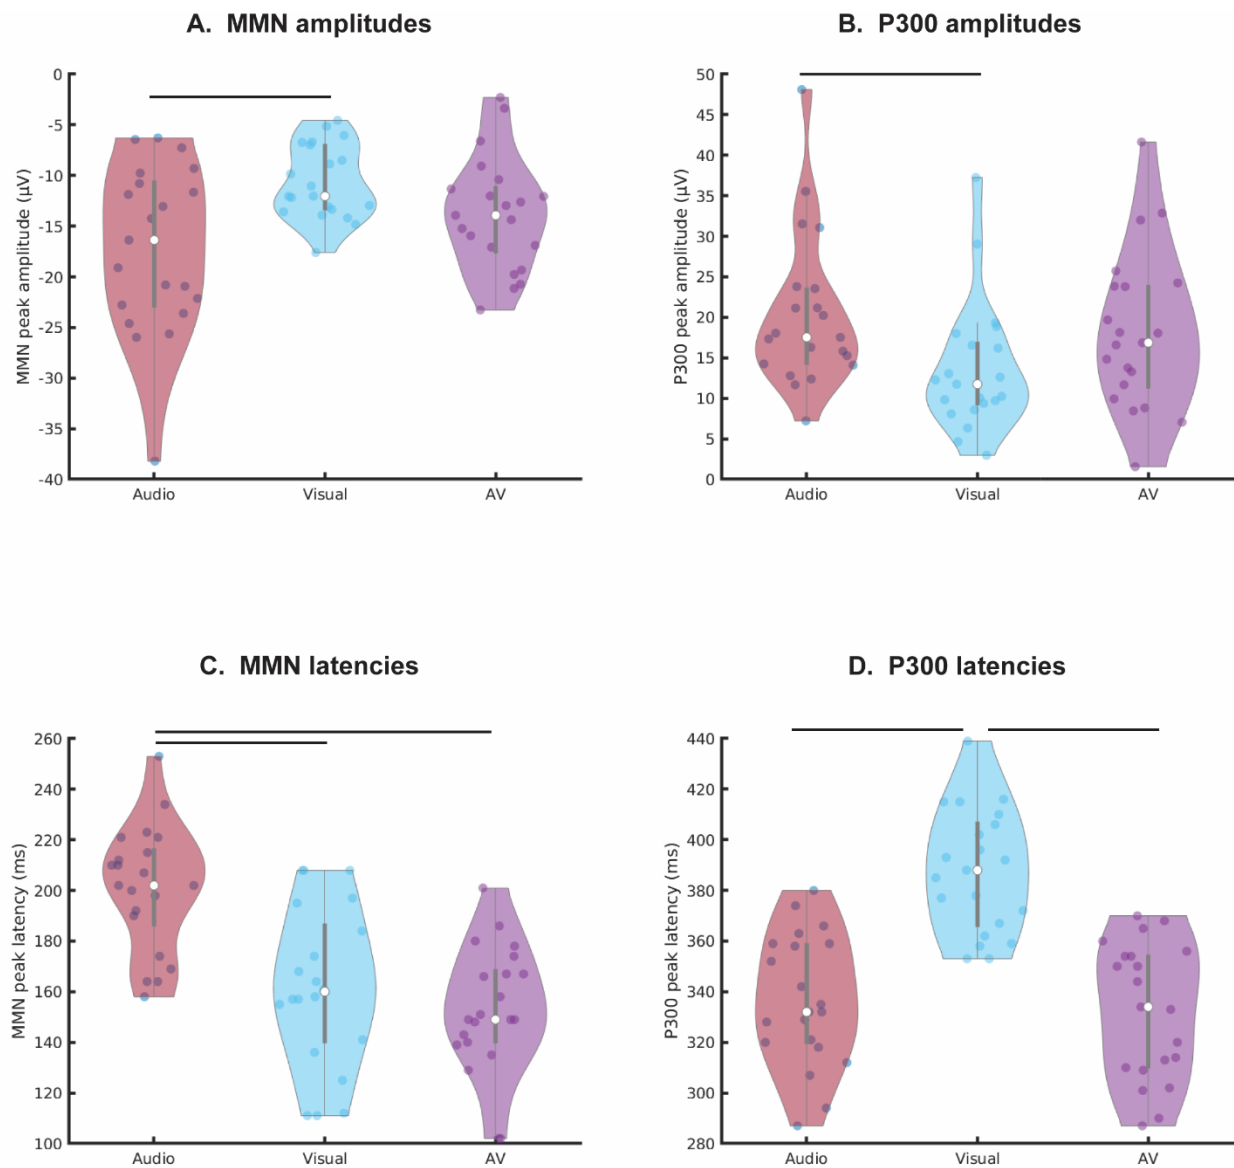 A. MMN amplitudes
B. P300 amplitudes
MMN peak amplitude (µV)
0
-5
-10
-15
-20
-25
-30
-35
-40
Audio
Visual
AV
P300 peak amplitude (µV)
50
45
40
35
30
25
20
15
10
5
0
Audio
Visual
AV
C. MMN latencies
D. P300 latencies
MMN peak latency (ms)
260
240
220
200
180
160
140
120
100
Audio
Visual
AV
P300 peak latency (ms)
440
420
400
380
360
340
320
300
280
Audio
Visual
AV